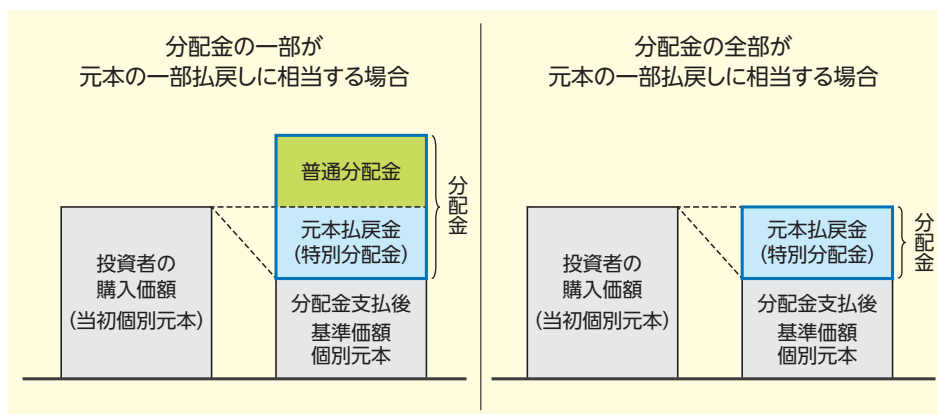 分配金の一部が
元本の一部払戻しに相当する場合
普通分配金
元本払戻金
(特別分配金)
分配金
投資者の
購入価額
(当初個別元本)
分配金支払後
基準価額
個別元本
分配金の全部が
元本の一部払戻しに相当する場合
元本払戻金
(特別分配金)
分配金
投資者の
購入価額
(当初個別元本)
分配金支払後
基準価額
個別元本